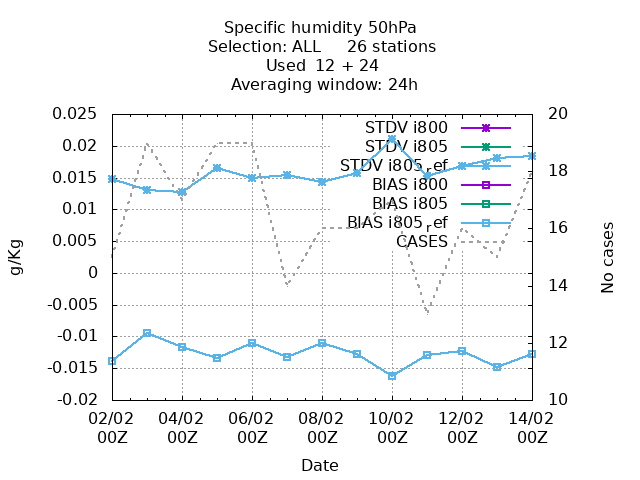 Specific humidity 50hPa
Selection: ALL     26 stations
Used  12 + 24
Averaging window: 24h
0.025
0.02
0.015
0.01
0.005
0
-0.005
-0.01
-0.015
-0.02
g/Kg
20
18
16
14
12
10
No cases
STDV i800
STDV i805
STDV i805_ref
BIAS i800
BIAS i805
BIAS i805_ref
CASES
02/02 04/02 06/02 08/02 10/02 12/02 14/02
00Z 00Z 00Z 00Z 00Z 00Z 00Z
Date